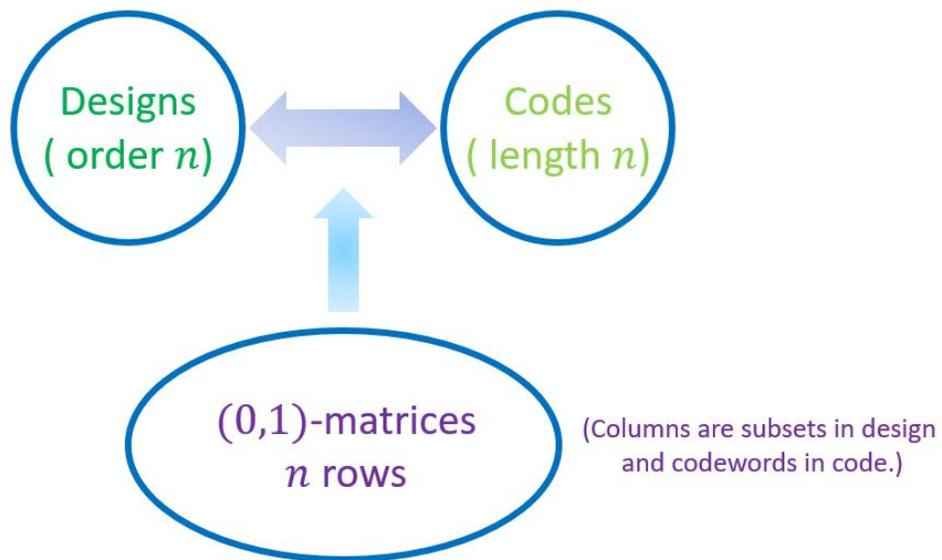 Designs
( order n)
Codes
( length n)
(0,1)-matrices
n rows
(Columns are subsets in design
and codewords in code.)